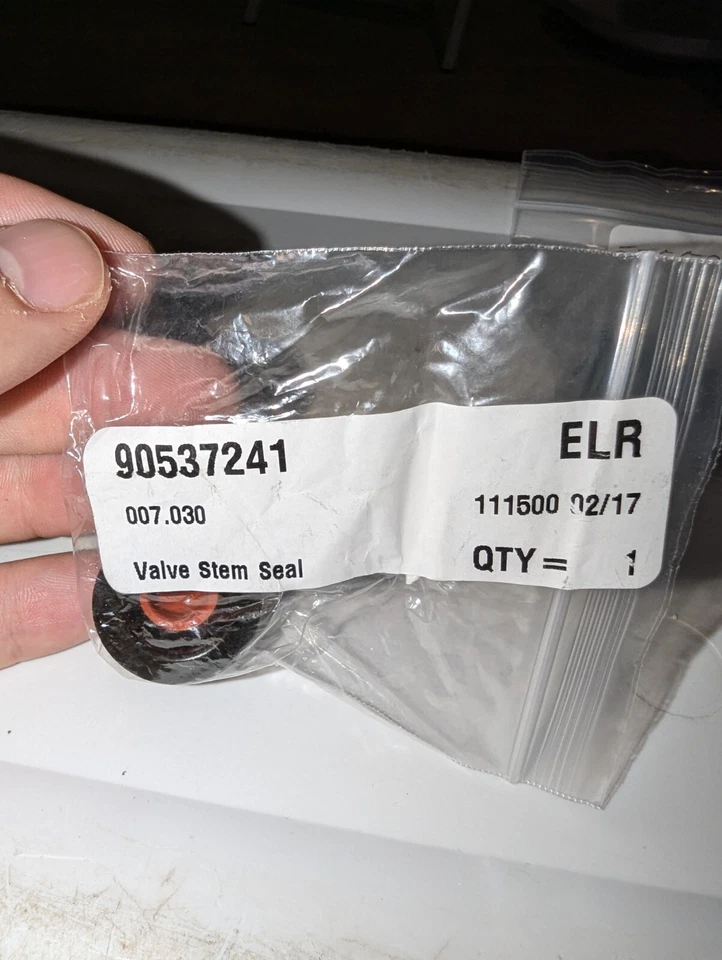 90537241
ELR
007.030
111500 02/17
Valve Stem Seal
QTY = 1